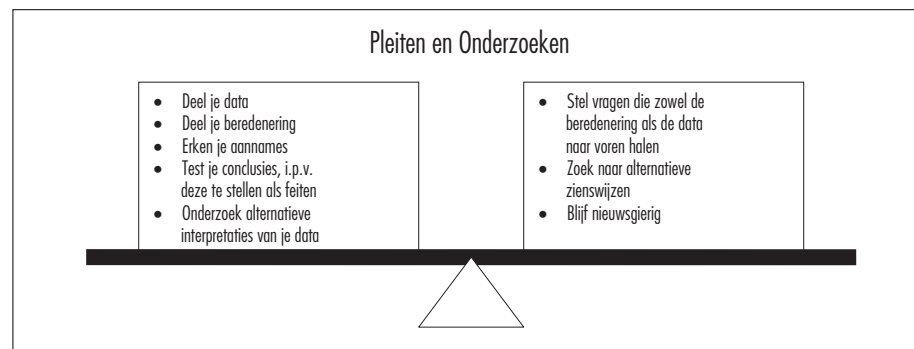 Pleiten en Onderzoeken
• Deel je data
• Deel je beredenering
• Erken je aannames
• Test je conclusies, i.p.v.
deze te stellen als feiten
• Onderzoek alternatieve
interpretaties van je data
• Stel vragen die zowel de
beredenering als de data
naar voren halen
• Zoek naar alternatieve
zienswijzen
• Blijf nieuwsgierig